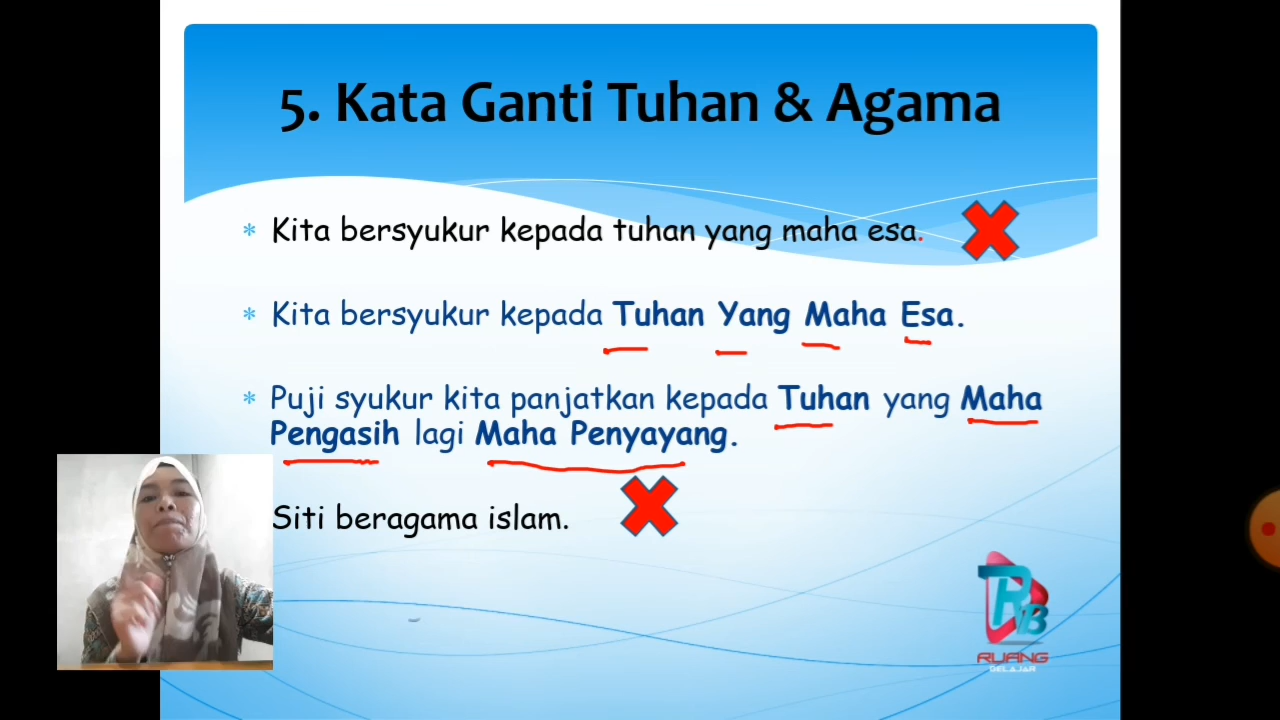 5. Kata Ganti Tuhan & Agama
Kita bersyukur kepada tuhan yang maha esa.
Kita bersyukur kepada Tuhan Yang Maha Esa.
Puji syukur kita panjatkan kepada Tuhan yang Maha
Pengasih lagi Maha Penyayang.
Siti beragama islam.
RB
RUANG
BELAJAR